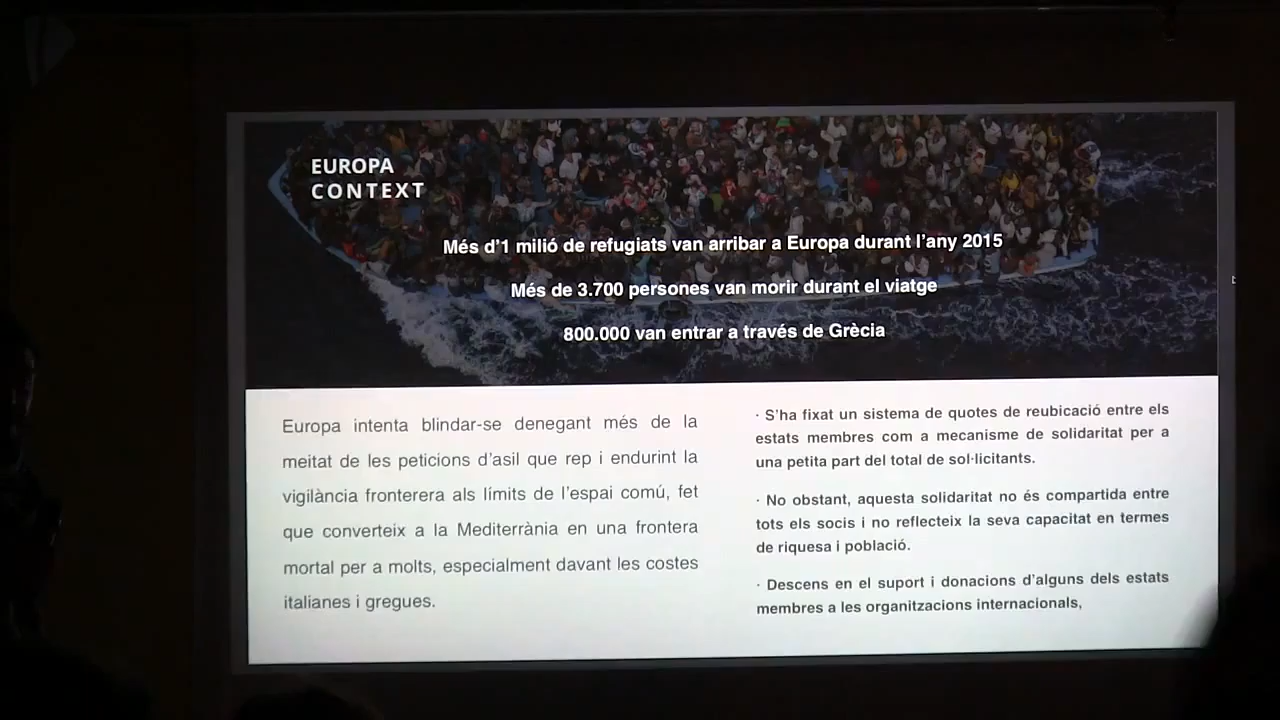 EUROPA
CONTEXT
Més d'1 milió de refugiats van arribar a Europa durant l'any 2015
Més de 3.700 persones van morir durant el viatge
800.000 van entrar a través de Grècia
Europa intenta blindar-se denegant més de la
meitat de les peticions d'asil que rep i endurint la
vigilància fronterera als límits de l'espai comú, fet
que converteix a la Mediterrània en una frontera
mortal per a molts, especialment davant les costes
italianes i gregues.
· S'ha fixat un sistema de quotes de reubicació entre els
estats membres com a mecanisme de solidaritat per a
una petita part del total de sol·licitants.
· No obstant, aquesta solidaritat no és compartida entre
tots els socis i no reflecteix la seva capacitat en termes
de riquesa i població.
· Descens en el suport i donacions d'alguns dels estats
membres a les organitzacions internacionals,